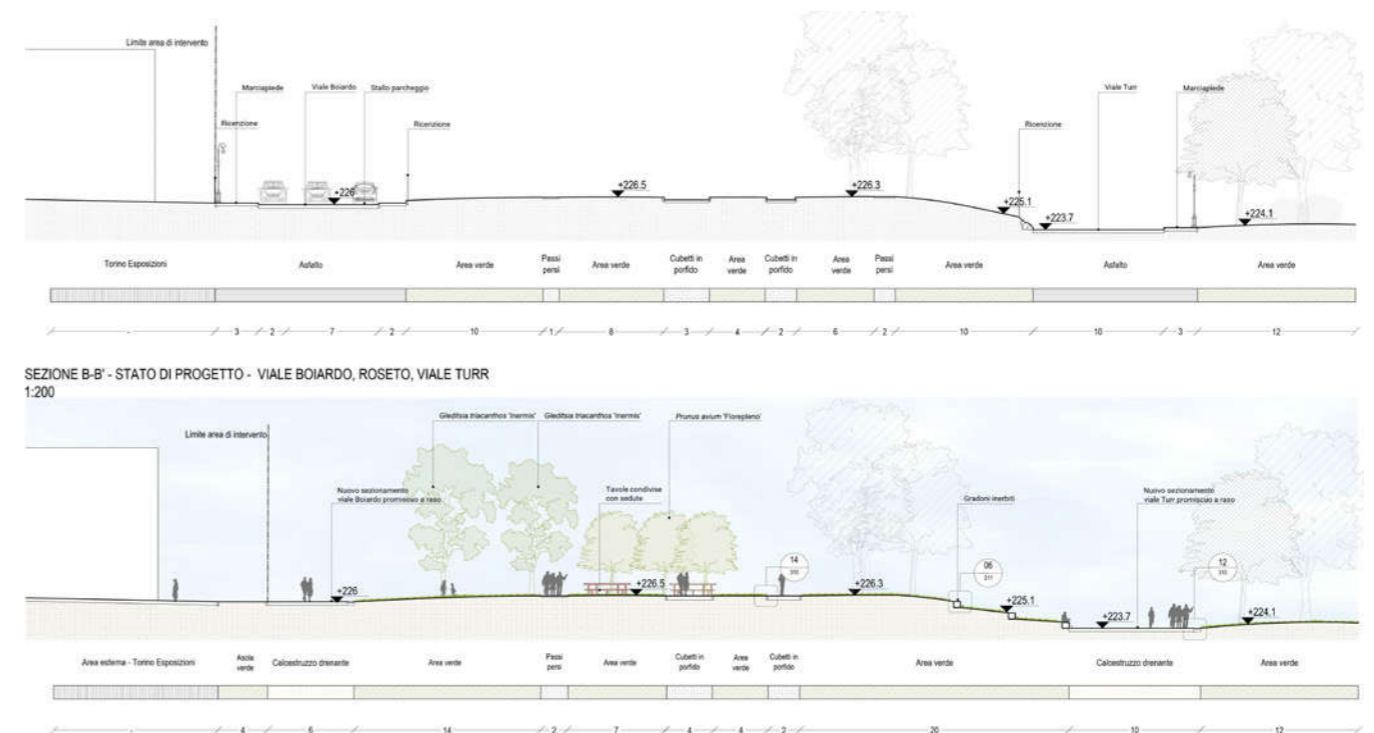 Limite area di intervento
Marciapiede
Viale Boiardo
Stallo parcheggio
Viale Turr
Marciapiede
Ricenzione
Ricenzione
Ricenzione
+226
+226.5
+226.3
+225.1
+223.7
+224.1
Torino Esposizioni
Asfalto
Area verde
Passi
persi
Area verde
Cubetti in
porfido
Area
verde
Cubetti in
porfido
Area
verde
Passi
persi
Area verde
Asfalto
Area verde
- 3 2 7 2 10 1 8 3 4 2 6 2 10 10 3 12
SEZIONE B-B' - STATO DI PROGETTO - VIALE BOIARDO, ROSETO, VIALE TURR
1:200
Gleditsia triacanthos 'Inermis'
Gleditsia triacanthos 'Inermis'
Prunus avium 'Fiorepleno'
Limite area di intervento
Nuovo sezionamento
viale Boiardo promiscuo a raso
Tavole condivise
con sedute
Gradoni inerbiti
Nuovo sezionamento
viale Turr promiscuo a raso
14
06
311
12
+226
+226.5
+226.3
+225.1
+223.7
+224.1
Area esterna - Torino Esposizioni
Asole
verde
Calcestruzzo drenante
Area verde
Passi
persi
Area verde
Cubetti in
porfido
Area
verde
Cubetti in
porfido
Area verde
Calcestruzzo drenante
Area verde
- 4 6 14 2 7 4 4 2 20 10 12